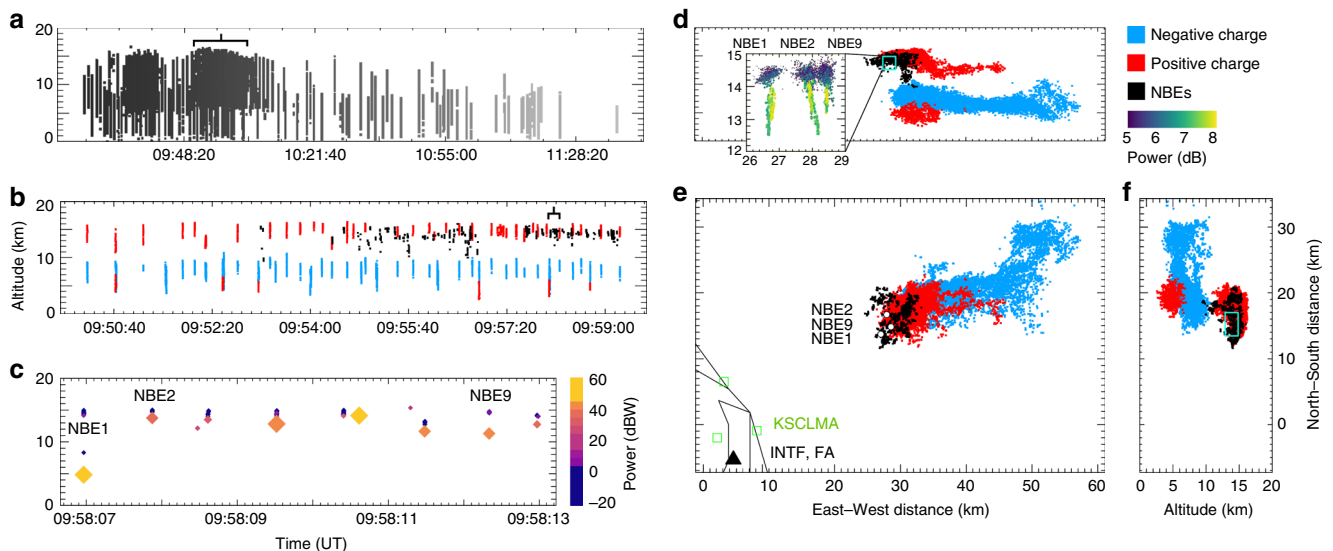 a
20
10
0
09:48:20 10:21:40 10:55:00 11:28:20
b
20
10
0
Altitude (km)
09:50:40 09:52:20 09:54:00 09:55:40 09:57:20 09:59:00
c
20
15
10
5
0
NBE1
NBE2
NBE9
60
40
20
0
−20
Power (dBW)
09:58:07 09:58:09 09:58:11 09:58:13
Time (UT)
d
NBE1 NBE2 NBE9
15
14
13
12
26 27 28 29
Negative charge
Positive charge
NBEs
5 6 7 8
Power (dB)
e
NBE2
NBE9
NBE1
KSCLMA
INTF, FA
0 10 20 30 40 50 60
East–West distance (km)
f
30
20
10
0
North–South distance (km)
0 5 10 15 20
Altitude (km)